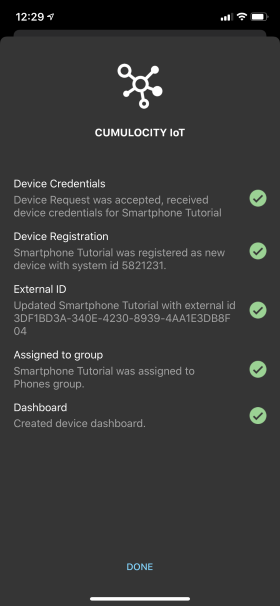 12:29
CUMULOCITY IoT
Device Credentials
Device Request was accepted, received
device credentials for Smartphone Tutorial
Device Registration
Smartphone Tutorial was registered as new
device with system id 5821231.
External ID
Updated Smartphone Tutorial with external id
3DF1BD3A-340E-4230-8939-4AA1E3DB8F
04
Assigned to group
Smartphone Tutorial was assigned to
Phones group.
Dashboard
Created device dashboard.
DONE